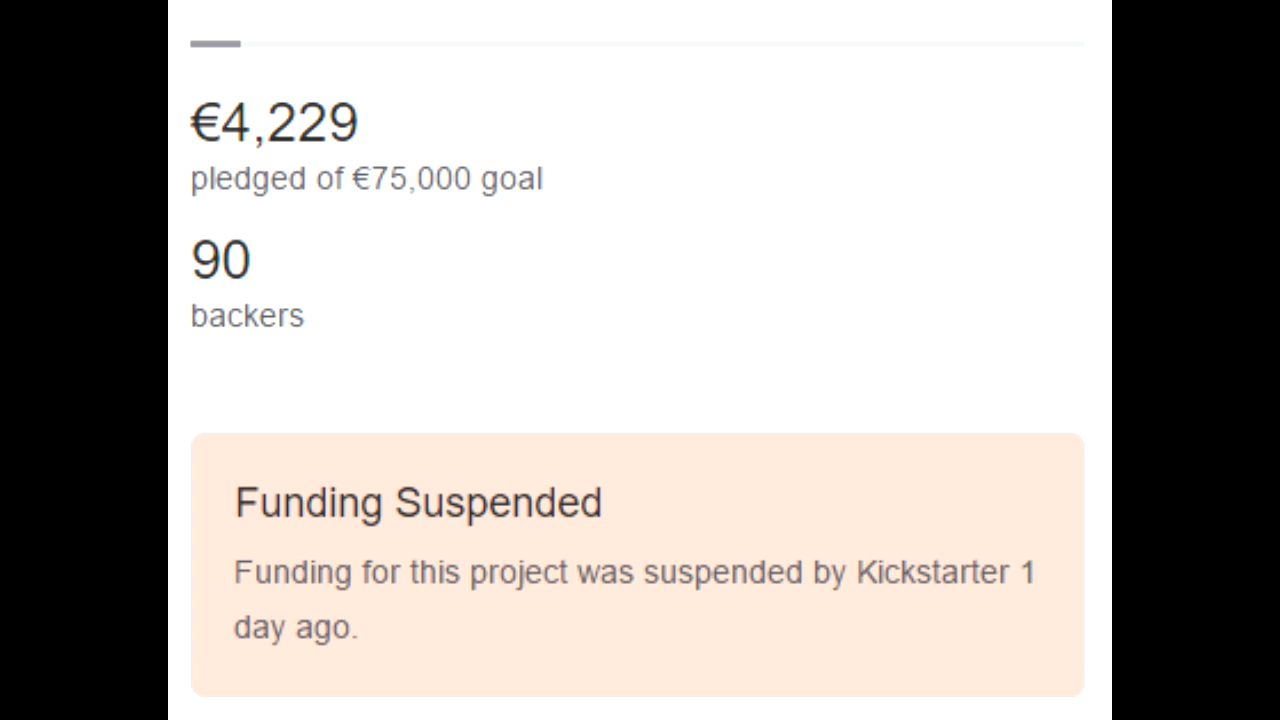 €4,229
pledged of €75,000 goal
90
backers
Funding Suspended
Funding for this project was suspended by Kickstarter 1
day ago.